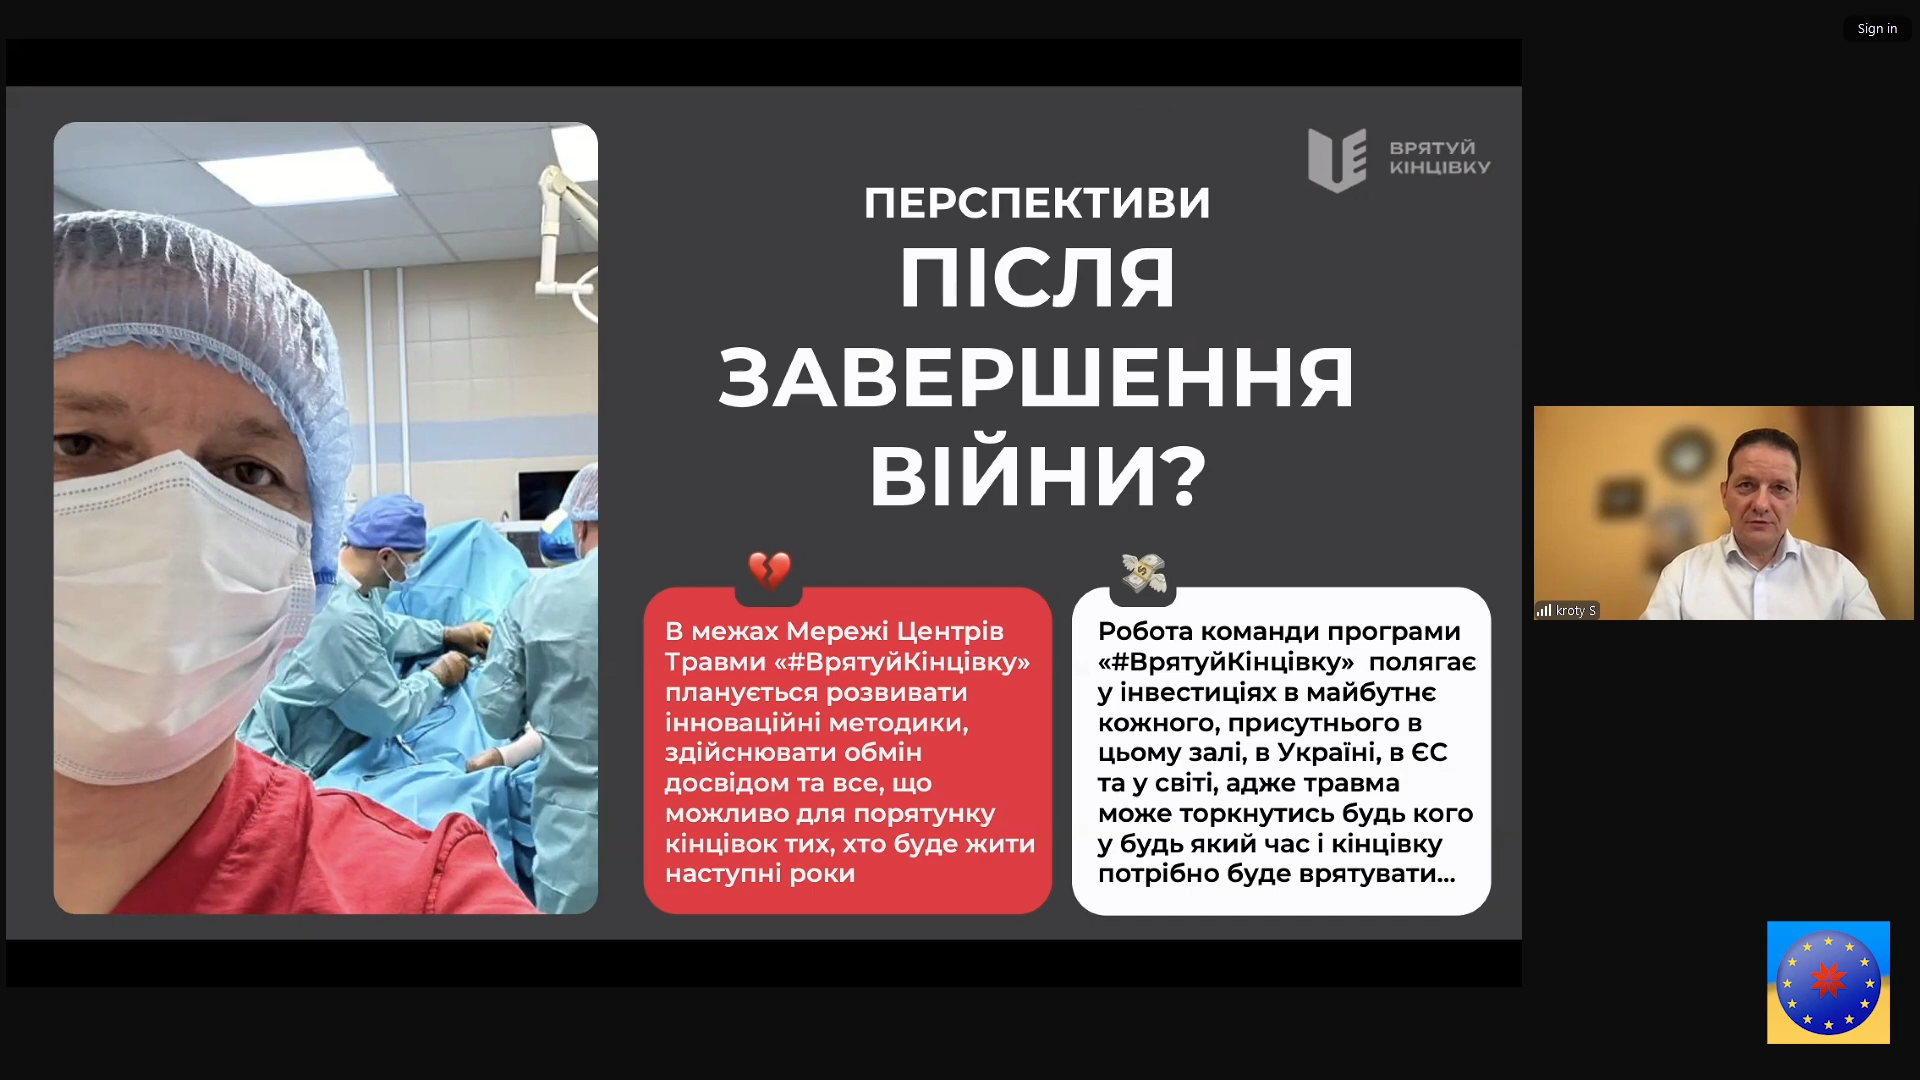 Sign in
ВРЯТУЙ
КІНЦІВКУ
ПЕРСПЕКТИВИ
ПІСЛЯ
ЗАВЕРШЕННЯ
ВІЙНИ?
В межах Мережі Центрів
Травми «#ВрятуйКінцівку»
планується розвивати
інноваційні методики,
здійснювати обмін
досвідом та все, що
можливо для порятунку
кінцівок тих, хто буде жити
наступні роки
Робота команди програми
«#ВрятуйКінцівку»  полягає
у інвестиціях в майбутнє
кожного, присутнього в
цьому залі, в Україні, в ЄС
та у світі, адже травма
може торкнутись будь кого
у будь який час і кінцівку
потрібно буде врятувати...
kroty S